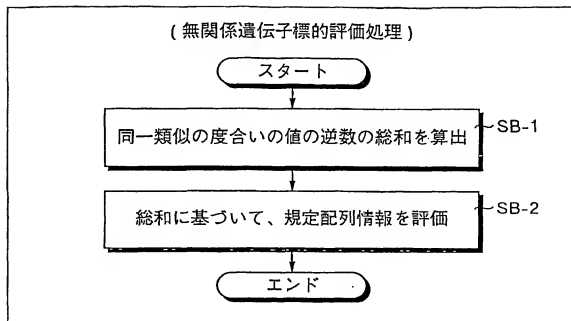 (無関係遺伝子標的評価処理)
スタート
同一類似の度合いの値の逆数の総和を算出
SB-1
総和に基づいて、規定配列情報を評価
SB-2
エンド